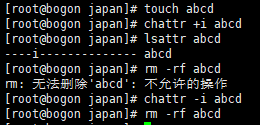 [root@bogon japan]# touch abcd
[root@bogon japan]# chattr +i abcd
[root@bogon japan]# lsattr abcd
----i------------- abcd
[root@bogon japan]# rm -rf abcd
rm: 无法删除'abcd': 不允许的操作
[root@bogon japan]# chattr -i abcd
[root@bogon japan]# rm -rf abcd